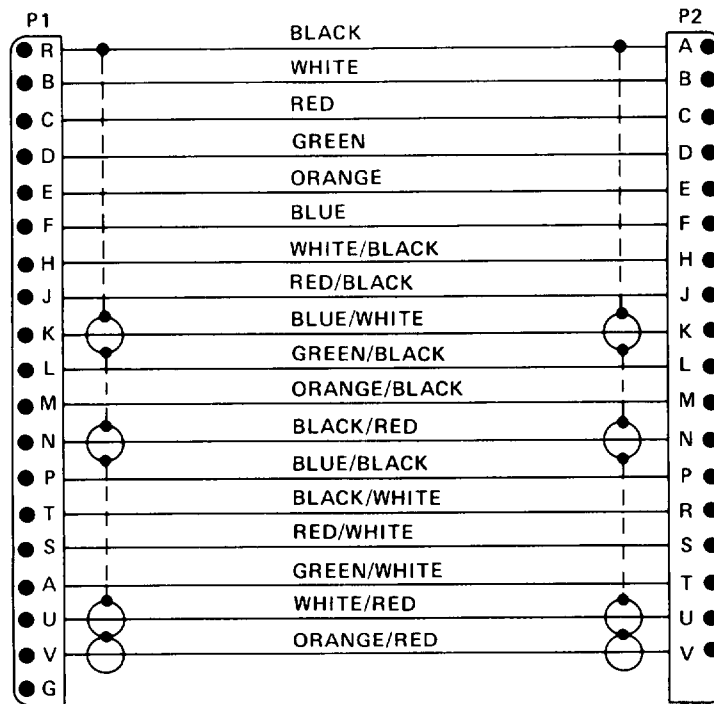 P1 P2
BLACK
R A
WHITE
B B
RED
C C
GREEN
D D
ORANGE
E E
BLUE
F F
WHITE/BLACK
H H
RED/BLACK
J J
BLUE/WHITE
K K
GREEN/BLACK
L L
ORANGE/BLACK
M M
BLACK/RED
N N
BLUE/BLACK
P P
BLACK/WHITE
T R
RED/WHITE
S S
GREEN/WHITE
A T
WHITE/RED
U U
ORANGE/RED
V V
G